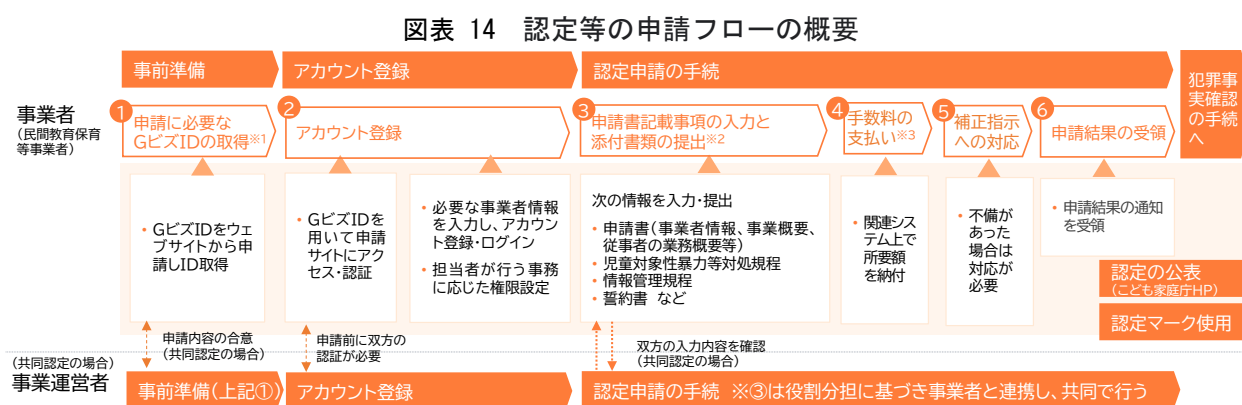 図表 14　認定等の申請フローの概要
事前準備
アカウント登録
認定申請の手続
犯罪事
実確認
の手続
へ
事業者
(民間教育保育
等事業者)
1
申請に必要な
GビズIDの取得※1
2
アカウント登録
3
申請書記載事項の入力と
添付書類の提出※2
4
手数料の
支払い※3
5
補正指示
への対応
6
申請結果の受領
• GビズIDをウェ
ブサイトから申
請しID取得
• GビズIDを
用いて申請
サイトにアク
セス・認証
• 必要な事業者情報
を入力し、アカウン
ト登録・ログイン
• 担当者が行う事務
に応じた権限設定
次の情報を入力・提出
• 申請書(事業者情報、事業概要、
従事者の業務概要等)
• 児童対象性暴力等対処規程
• 情報管理規程
• 誓約書 など
• 関連シス
テム上で
所要額
を納付
• 不備が
あった
場合は
対応が
必要
• 申請結果の通知
を受領
認定の公表
(こども家庭庁HP)
認定マーク使用
申請内容の合意
(共同認定の場合)
申請前に双方の
認証が必要
双方の入力内容を確認
(共同認定の場合)
(共同認定の場合)
事業運営者
事前準備(上記①)
アカウント登録
認定申請の手続 ※③は役割分担に基づき事業者と連携し、共同で行う